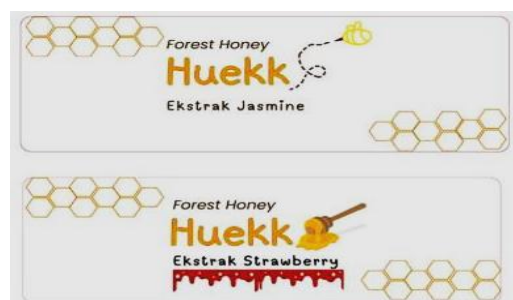 Forest Honey
Huekk
Ekstrak Jasmine
Forest Honey
Huekk
Ekstrak Strawberry